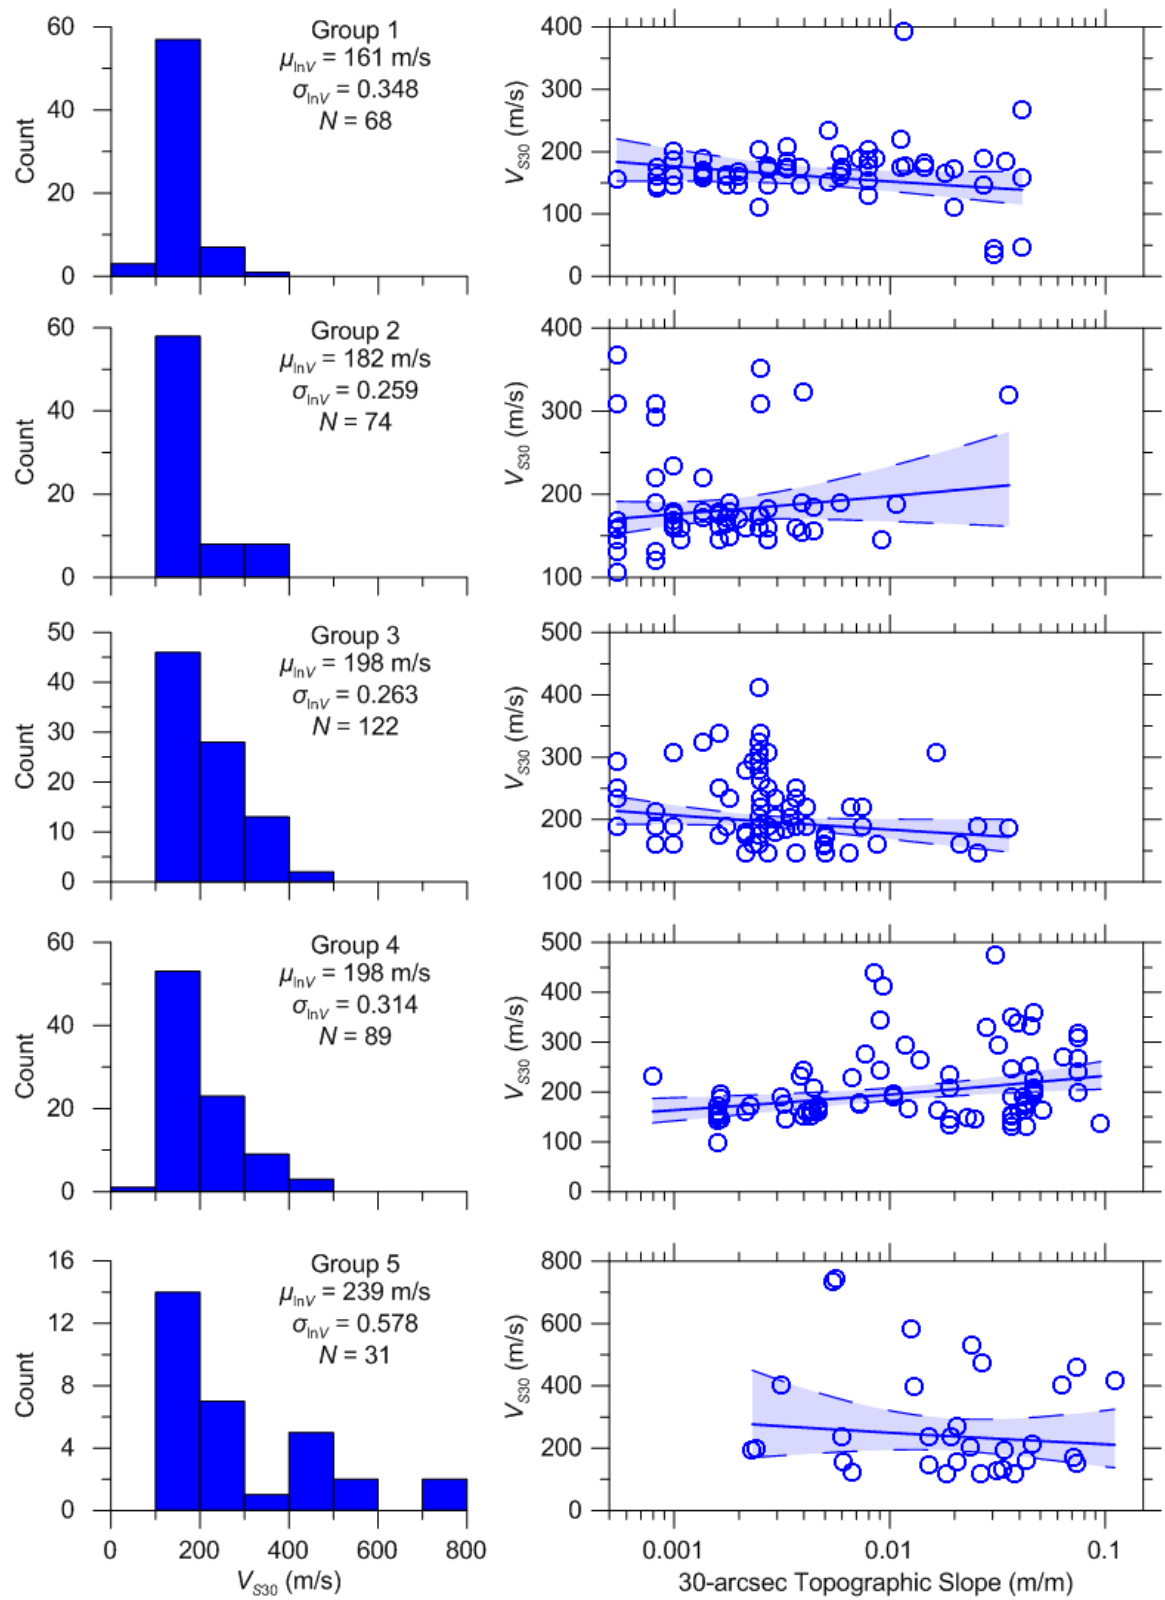 Group 1
μlnV = 161 m/s
σlnV = 0.348
N = 68
60
40
20
0
Count
400
300
200
100
0
VS30 (m/s)
Group 2
μlnV = 182 m/s
σlnV = 0.259
N = 74
60
40
20
0
Count
400
300
200
100
VS30 (m/s)
Group 3
μlnV = 198 m/s
σlnV = 0.263
N = 122
50
40
30
20
10
0
Count
500
400
300
200
100
VS30 (m/s)
Group 4
μlnV = 198 m/s
σlnV = 0.314
N = 89
60
40
20
0
Count
500
400
300
200
100
0
VS30 (m/s)
Group 5
μlnV = 239 m/s
σlnV = 0.578
N = 31
16
12
8
4
0
Count
800
600
400
200
0
VS30 (m/s)
0 200 400 600 800
VS30 (m/s)
0.001 0.01 0.1
30-arcsec Topographic Slope (m/m)